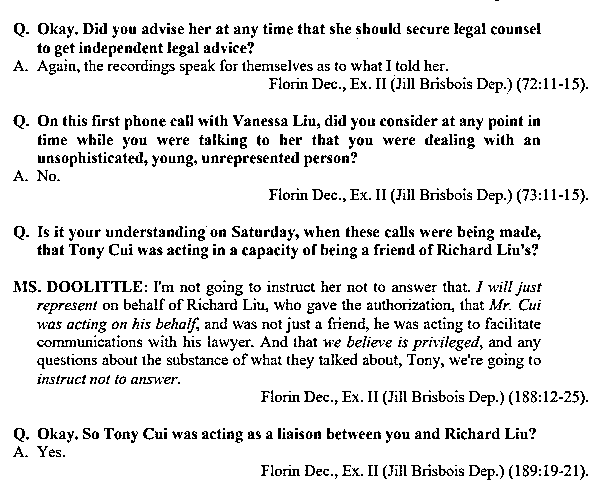 Q. Okay. Did you advise her at any time that she should secure legal counsel
to get independent legal advice?
A. Again, the recordings speak for themselves as to what I told her.
Florin Dec., Ex. II (Jill Brisbois Dep.) (72:11-15).
Q. On this first phone call with Vanessa Liu, did you consider at any point in
time while you were talking to her that you were dealing with an
unsophisticated, young, unrepresented person?
A. No.
Florin Dec., Ex. II (Jill Brisbois Dep.) (73:11-15).
Q. Is it your understanding on Saturday, when these calls were being made,
that Tony Cui was acting in a capacity of being a friend of Richard Liu's?
MS. DOOLITTLE: I'm not going to instruct her not to answer that. I will just
represent on behalf of Richard Liu, who gave the authorization, that Mr. Cui
was acting on his behalf, and was not just a friend, he was acting to facilitate
communications with his lawyer. And that we believe is privileged, and any
questions about the substance of what they talked about, Tony, we're going to
instruct not to answer.
Florin Dec., Ex. II (Jill Brisbois Dep.) (188:12-25).
Q. Okay. So Tony Cui was acting as a liaison between you and Richard Liu?
A. Yes.
Florin Dec., Ex. II (Jill Brisbois Dep.) (189:19-21).